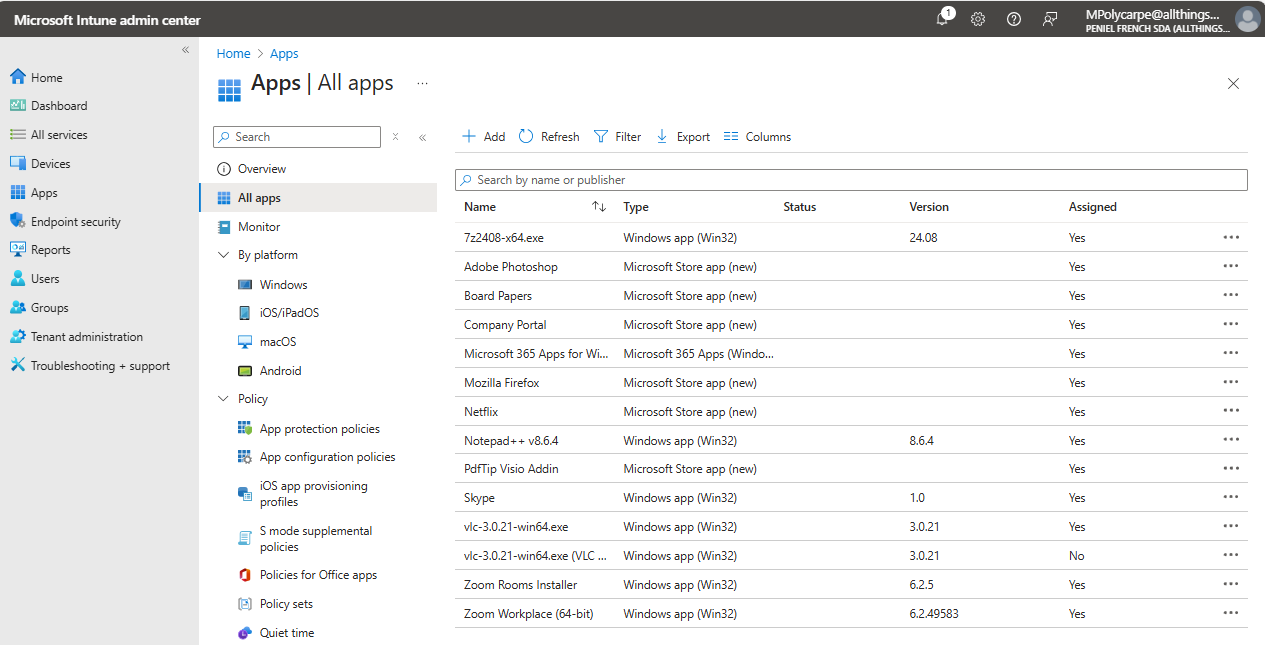 Microsoft Intune admin center
1
MPolycarpe@allthings...
PENIEL FRENCH SDA (ALLTHINGS...
Home
Dashboard
All services
Devices
Apps
Endpoint security
Reports
Users
Groups
Tenant administration
Troubleshooting + support
Home > Apps
Apps | All apps ...
Search
Overview
All apps
Monitor
By platform
Windows
iOS/iPadOS
macOS
Android
Policy
App protection policies
App configuration policies
iOS app provisioning
profiles
S mode supplemental
policies
Policies for Office apps
Policy sets
Quiet time
Add Refresh Filter Export Columns
Search by name or publisher
Name Type Status Version Assigned
7z2408-x64.exe Windows app (Win32) 24.08 Yes
Adobe Photoshop Microsoft Store app (new) Yes
Board Papers Microsoft Store app (new) Yes
Company Portal Microsoft Store app (new) Yes
Microsoft 365 Apps for Wi... Microsoft 365 Apps (Windo... Yes
Mozilla Firefox Microsoft Store app (new) Yes
Netflix Microsoft Store app (new) Yes
Notepad++ v8.6.4 Windows app (Win32) 8.6.4 Yes
PdfTip Visio Addin Microsoft Store app (new) Yes
Skype Windows app (Win32) 1.0 Yes
vlc-3.0.21-win64.exe Windows app (Win32) 3.0.21 Yes
vlc-3.0.21-win64.exe (VLC ... Windows app (Win32) 3.0.21 No
Zoom Rooms Installer Windows app (Win32) 6.2.5 Yes
Zoom Workplace (64-bit) Windows app (Win32) 6.2.49583 Yes